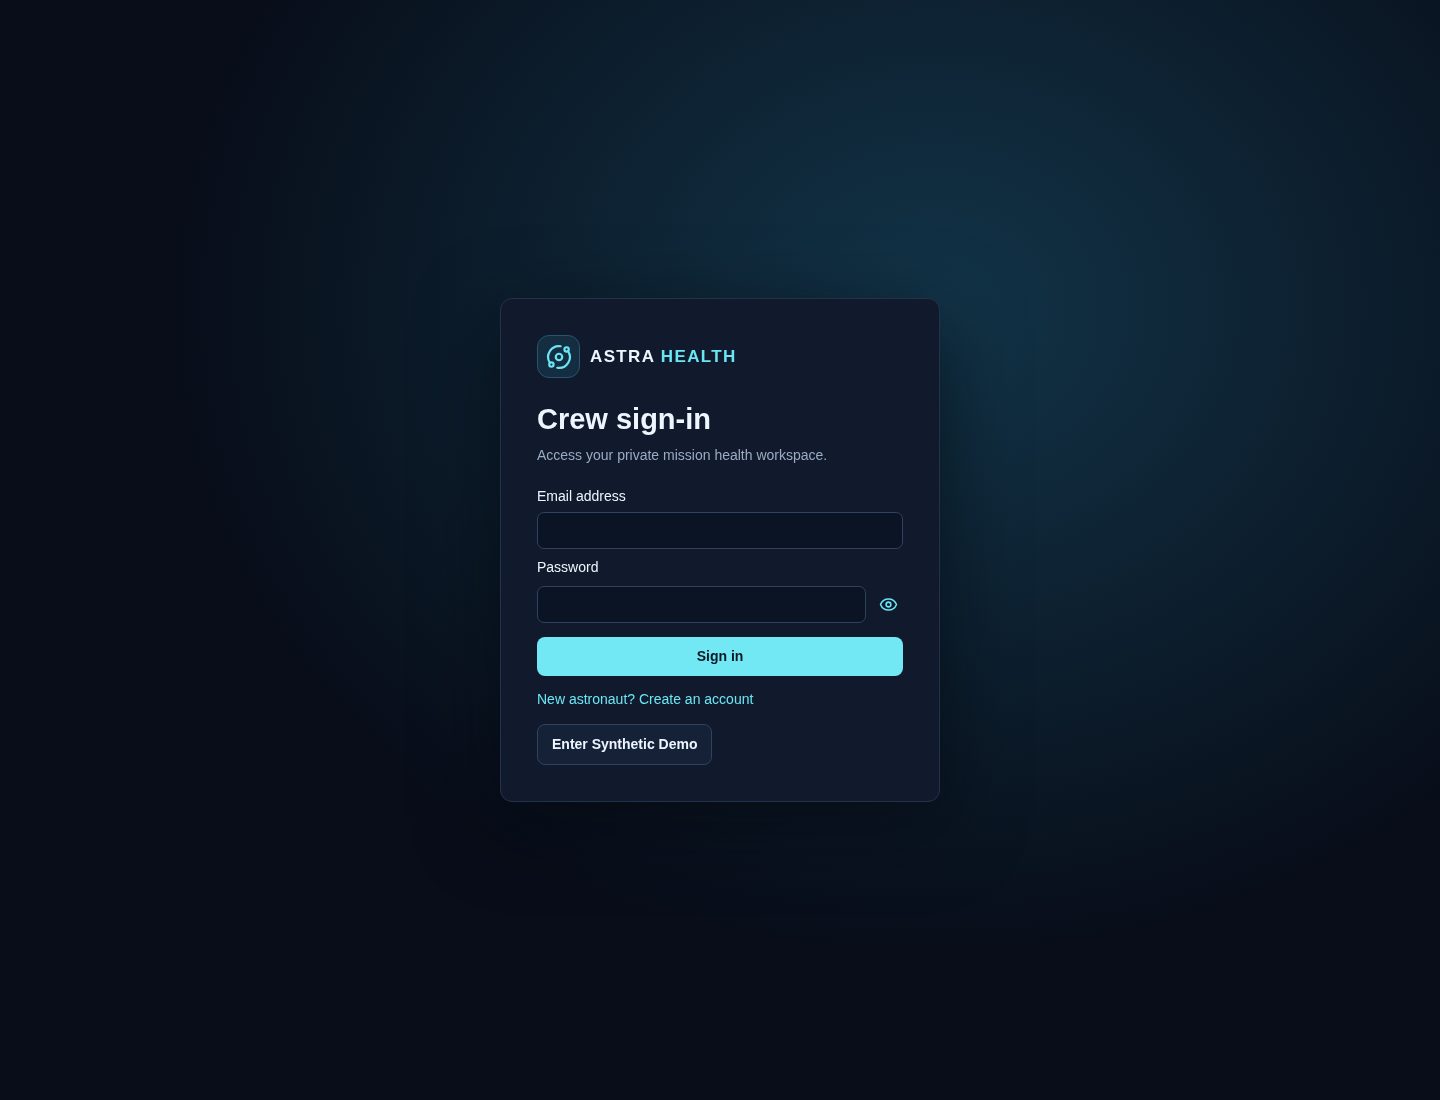 ASTRA HEALTH
Crew sign-in
Access your private mission health workspace.
Email address
Password
Sign in
New astronaut? Create an account
Enter Synthetic Demo